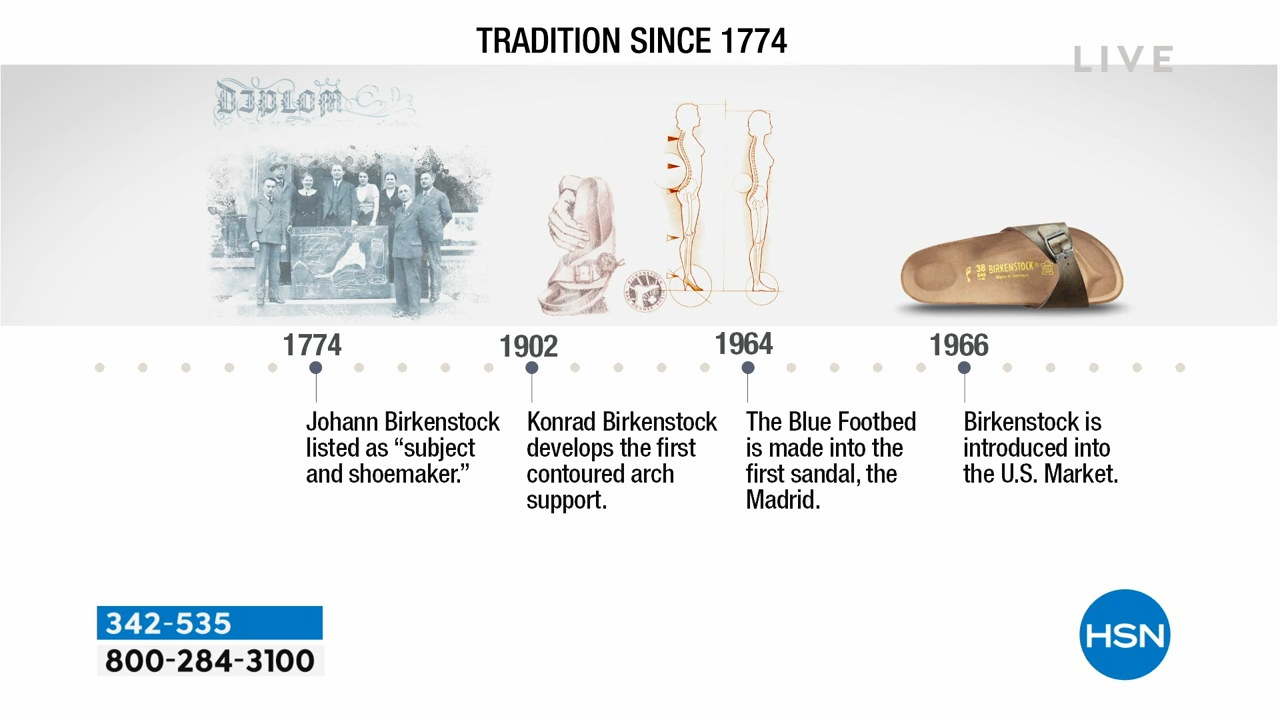 TRADITION SINCE 1774
LIVE
Diplom
38
BIRKENSTOCK
1774
1902
1964
1966
Johann Birkenstock
listed as “subject
and shoemaker.”
Konrad Birkenstock
develops the first
contoured arch
support.
The Blue Footbed
is made into the
first sandal, the
Madrid.
Birkenstock is
introduced into
the U.S. Market.
342-535
800-284-3100
HSN